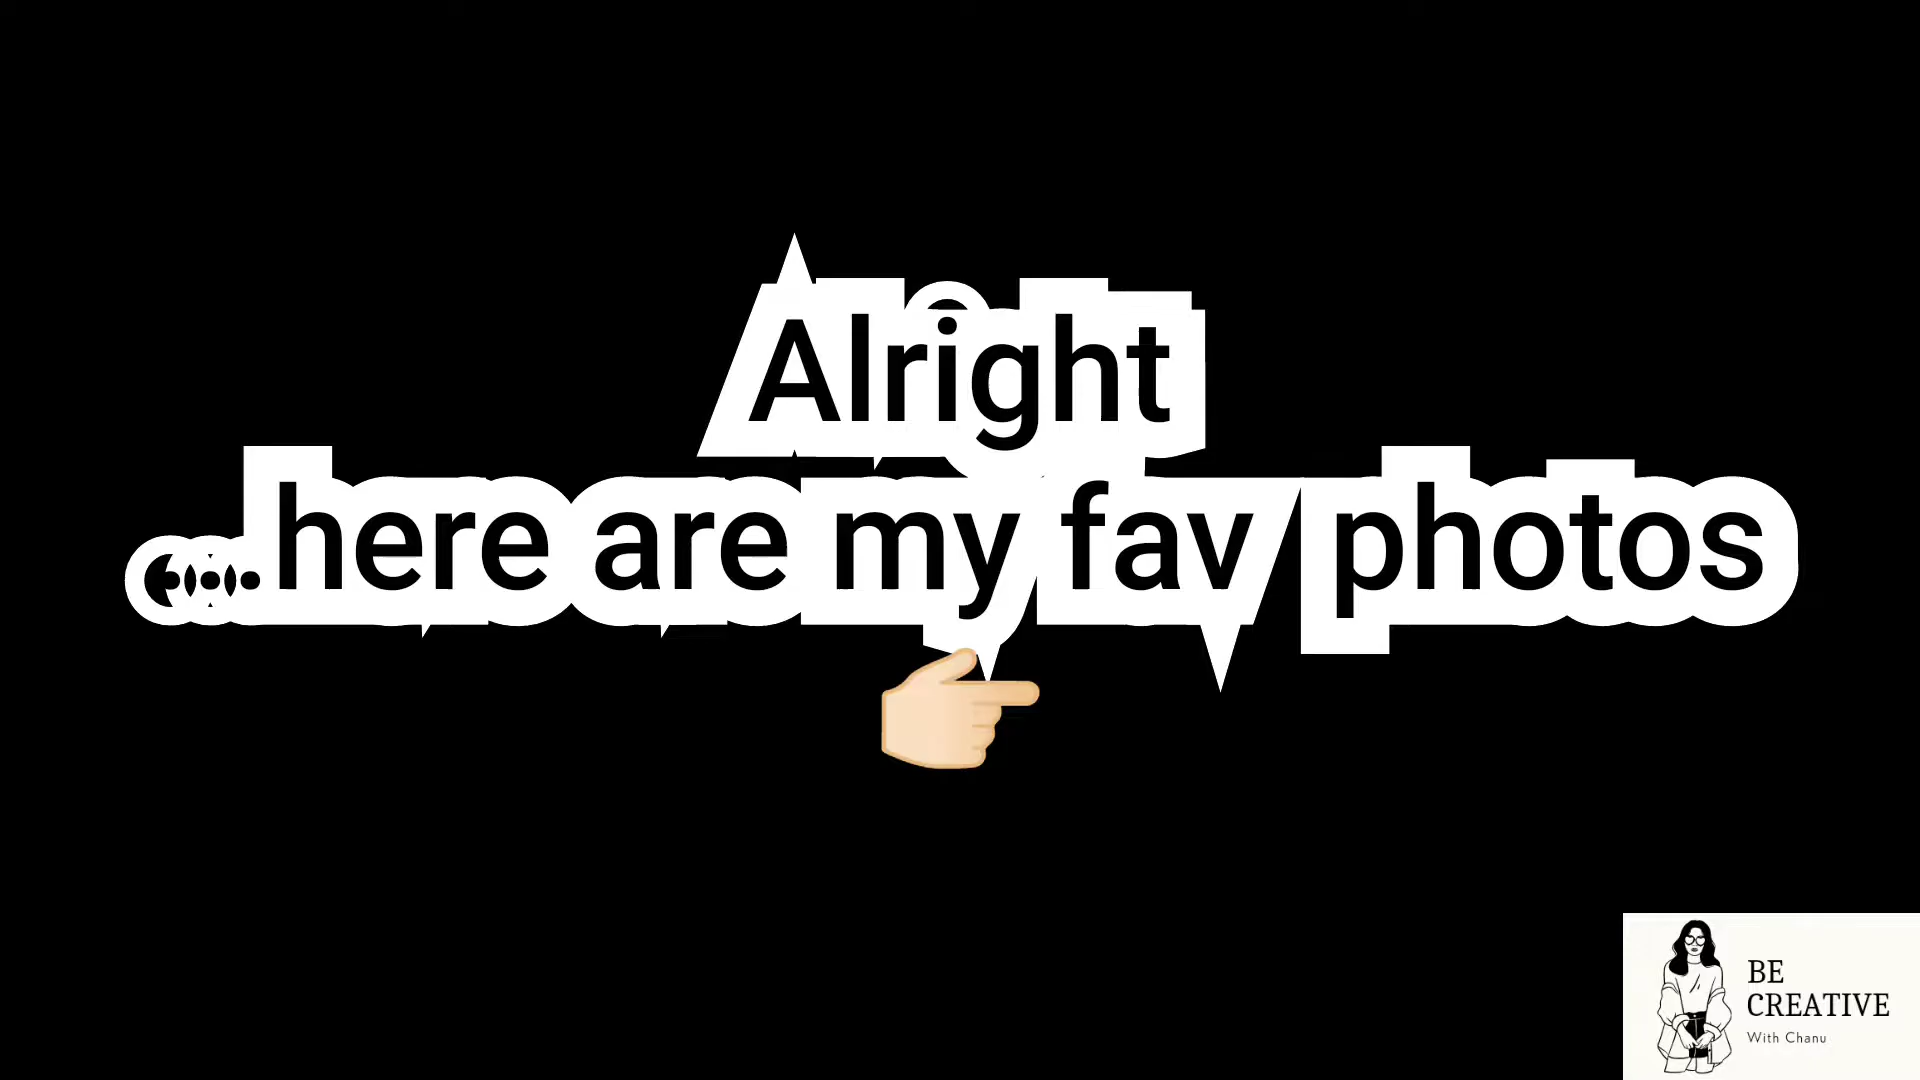 Alright
...here are my fav photos
👉🏻
BE
CREATIVE
With Chanu